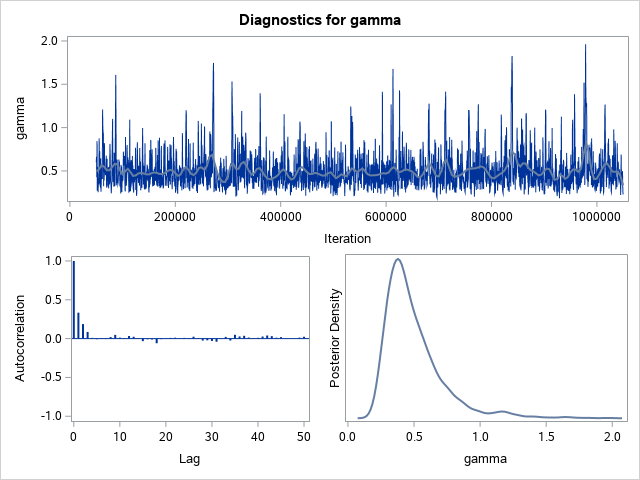 Diagnostics for gamma
gamma
2.0
1.5
1.0
0.5
0 200000 400000 600000 800000 1000000
Iteration
Autocorrelation
1.0
0.5
0.0
-0.5
-1.0
0 10 20 30 40 50
Lag
Posterior Density
0.0 0.5 1.0 1.5 2.0
gamma